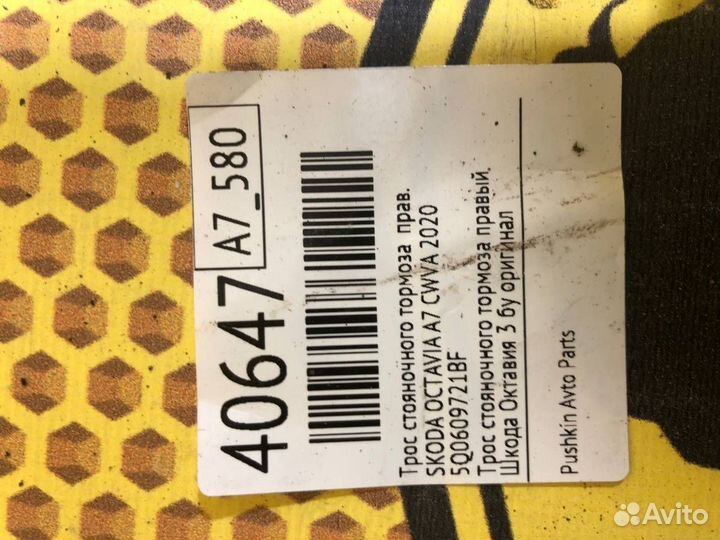 40647 A7_580
Трос стояночного тормоза прав.
SKODA OCTAVIA A7 CWVA 2020
5Q0609721BF
Трос стояночного тормоза правый.
Шкода Октавия 3 бу оригинал
Pushkin Avto Parts
Avito